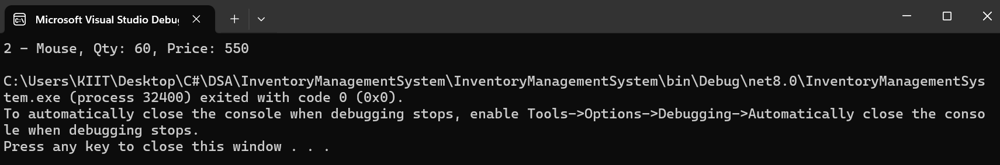 Microsoft Visual Studio Debu
2 - Mouse, Qty: 60, Price: 550
C:\Users\KIIT\Desktop\C#\DSA\InventoryManagementSystem\InventoryManagementSystem\bin\Debug\net8.0\InventoryManagementSys
tem.exe (process 32400) exited with code 0 (0x0).
To automatically close the console when debugging stops, enable Tools->Options->Debugging->Automatically close the conso
le when debugging stops.
Press any key to close this window . . .